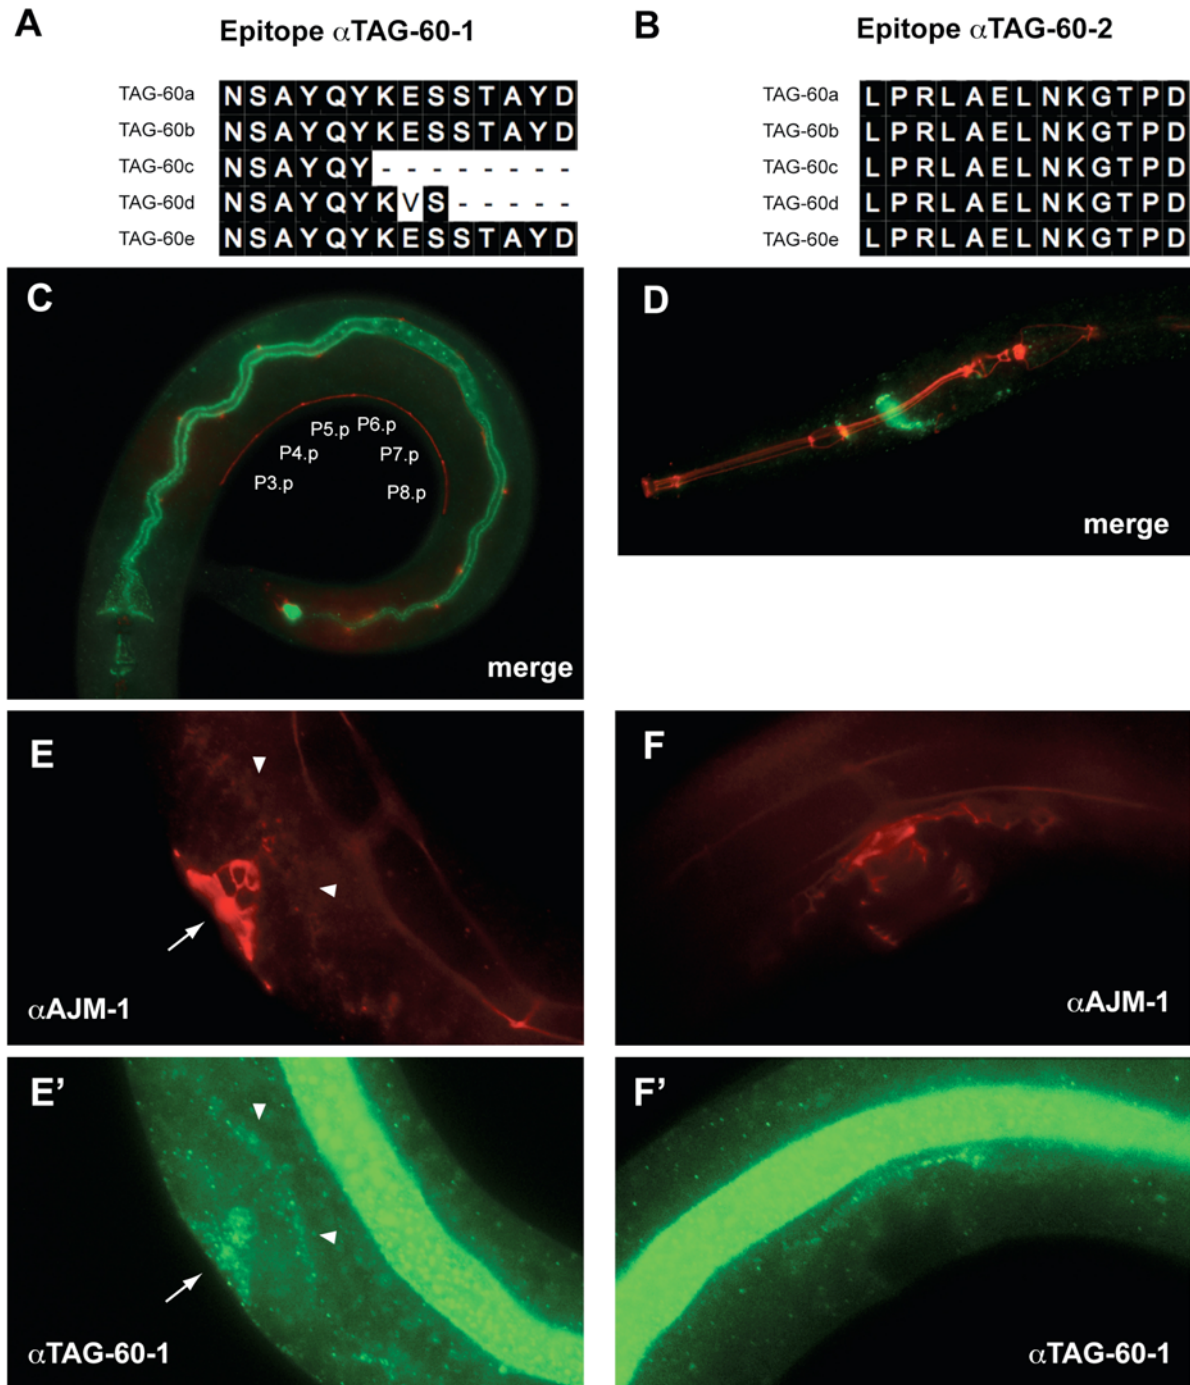 A
Epitope αTAG-60-1
TAG-60a NSAYQYKESSTAYD
TAG-60b NSAYQYKESSTAYD
TAG-60c NSAYQY--------
TAG-60d NSAYQYKVS-----
TAG-60e NSAYQYKESSTAYD
B
Epitope αTAG-60-2
TAG-60a LPRLAELNKGTPD
TAG-60b LPRLAELNKGTPD
TAG-60c LPRLAELNKGTPD
TAG-60d LPRLAELNKGTPD
TAG-60e LPRLAELNKGTPD
C
P3.p
P4.p
P5.p
P6.p
P7.p
P8.p
merge
D
merge
E
αAJM-1
F
αAJM-1
E'
αTAG-60-1
F'
αTAG-60-1